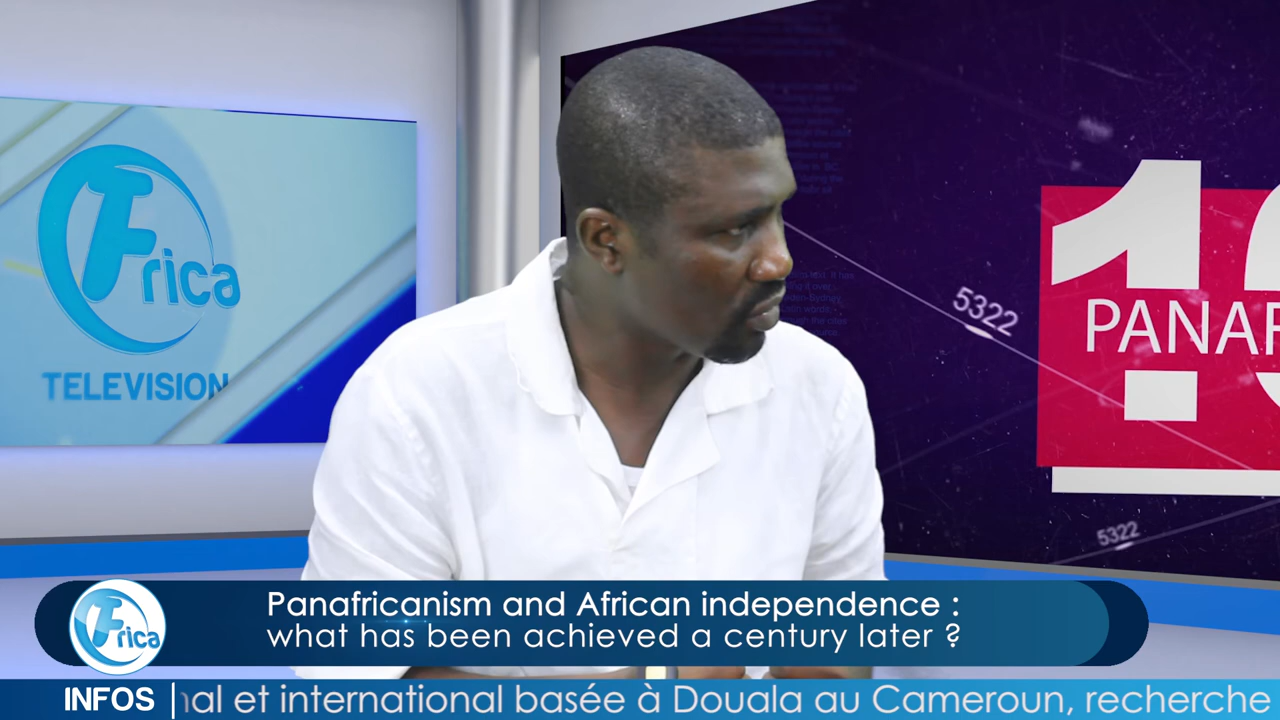 Frica
TELEVISION
5322
PANAF
5322
Panafricanism and African independence :
what has been achieved a century later ?
Frica
INFOS
nal et international basée à Douala au Cameroun, recherche